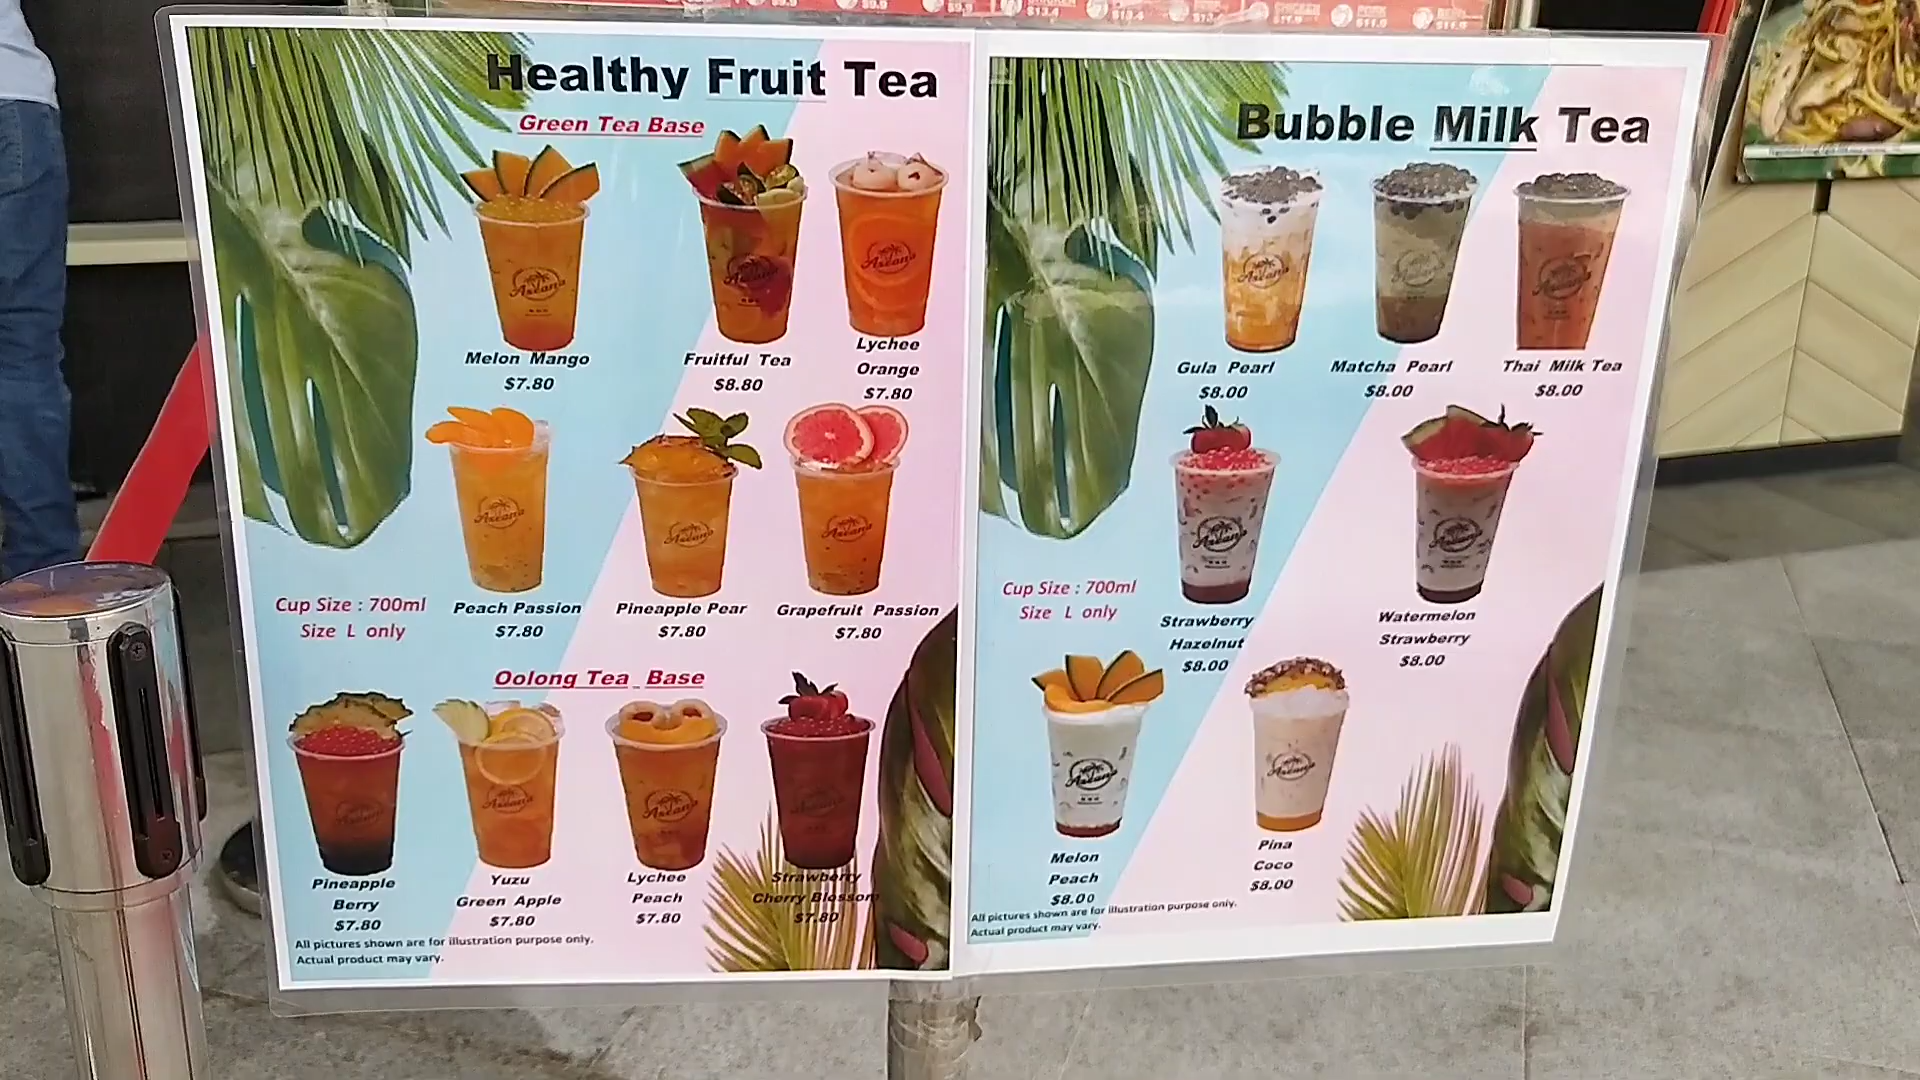 Healthy Fruit Tea
Green Tea Base
Melon Mango
$7.80
Fruitful Tea
$8.80
Lychee
Orange
$7.80
Peach Passion
$7.80
Pineapple Pear
$7.80
Grapefruit Passion
$7.80
Cup Size : 700ml
Size L only
Oolong Tea Base
Pineapple
Berry
$7.80
Yuzu
Green Apple
$7.80
Lychee
Peach
$7.80
Strawberry
Cherry Blossom
$7.80
All pictures shown are for illustration purpose only.
Actual product may vary.
Bubble Milk Tea
Gula Pearl
$8.00
Matcha Pearl
$8.00
Thai Milk Tea
$8.00
Cup Size : 700ml
Size L only
Strawberry
Hazelnut
$8.00
Watermelon
Strawberry
$8.00
Melon
Peach
$8.00
Pina
Coco
$8.00
All pictures shown are for illustration purpose only.
Actual product may vary.